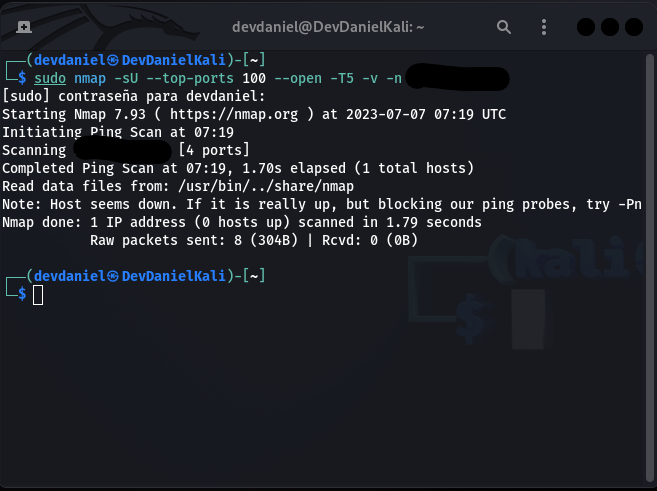 devdaniel@DevDanielKali: ~
┌──(devdaniel㉿DevDanielKali)-[~]
└─$ sudo nmap -sU --top-ports 100 --open -T5 -v -n
[sudo] contraseña para devdaniel:
Starting Nmap 7.93 ( https://nmap.org ) at 2023-07-07 07:19 UTC
Initiating Ping Scan at 07:19
Scanning [4 ports]
Completed Ping Scan at 07:19, 1.70s elapsed (1 total hosts)
Read data files from: /usr/bin/../share/nmap
Note: Host seems down. If it is really up, but blocking our ping probes, try -Pn
Nmap done: 1 IP address (0 hosts up) scanned in 1.79 seconds
Raw packets sent: 8 (304B) | Rcvd: 0 (0B)
┌──(devdaniel㉿DevDanielKali)-[~]
└─$
(kali
$